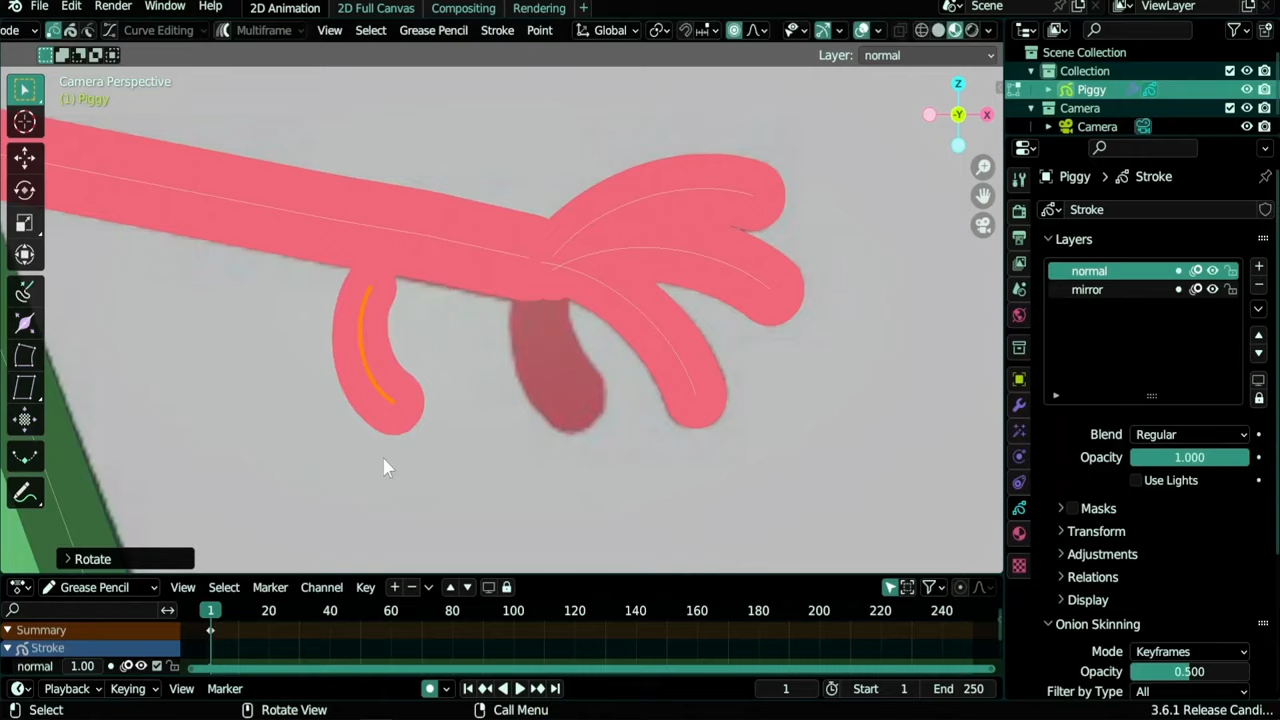 File Edit Render Window Help 2D Animation 2D Full Canvas Compositing Rendering + Scene ViewLayer
ode Curve Editing Multiframe View Select Grease Pencil Stroke Point Global
Layer: normal
Camera Perspective
(1) Piggy
Z
-Y
X
Rotate
Scene Collection
Collection
Piggy
Camera
Camera
Piggy > Stroke
Stroke
Layers
normal
mirror
Blend Regular
Opacity 1.000
Use Lights
Masks
Transform
Adjustments
Relations
Display
Onion Skinning
Mode Keyframes
Opacity 0.500
Filter by Type All
Grease Pencil View Select Marker Channel Key
1 20 40 60 80 100 120 140 160 180 200 220 240
Summary
Stroke
normal 1.00
Playback Keying View Marker 1 Start 1 End 250
Select Rotate View Call Menu 3.6.1 Release Candi...